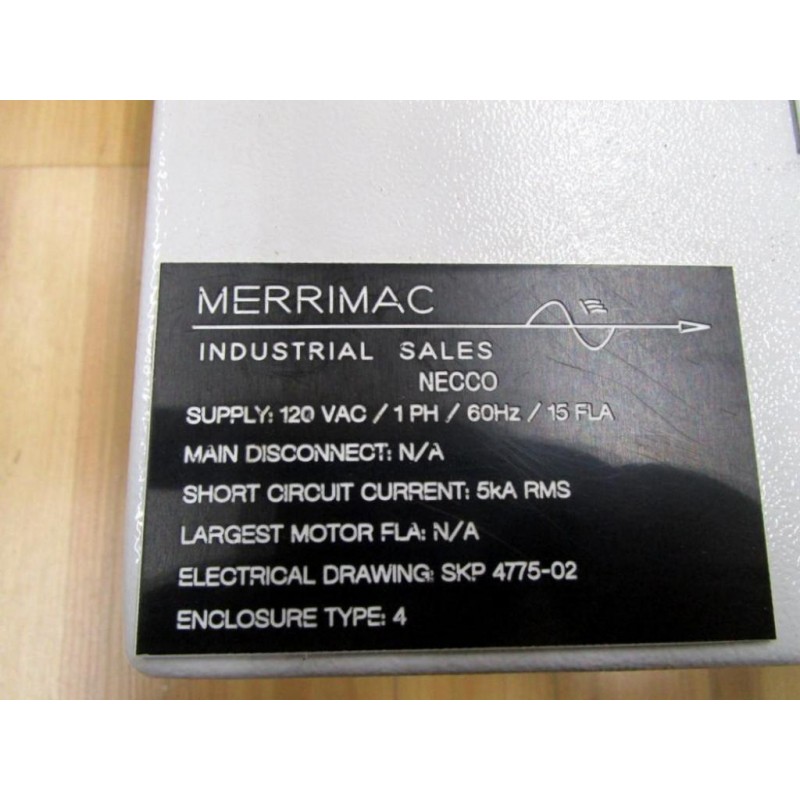 MERRIMAC
INDUSTRIAL SALES
NECCO
SUPPLY: 120 VAC / 1 PH / 60Hz / 15 FLA
MAIN DISCONNECT: N/A
SHORT CIRCUIT CURRENT: 5kA RMS
LARGEST MOTOR FLA: N/A
ELECTRICAL DRAWING: SKP 4775-02
ENCLOSURE TYPE: 4